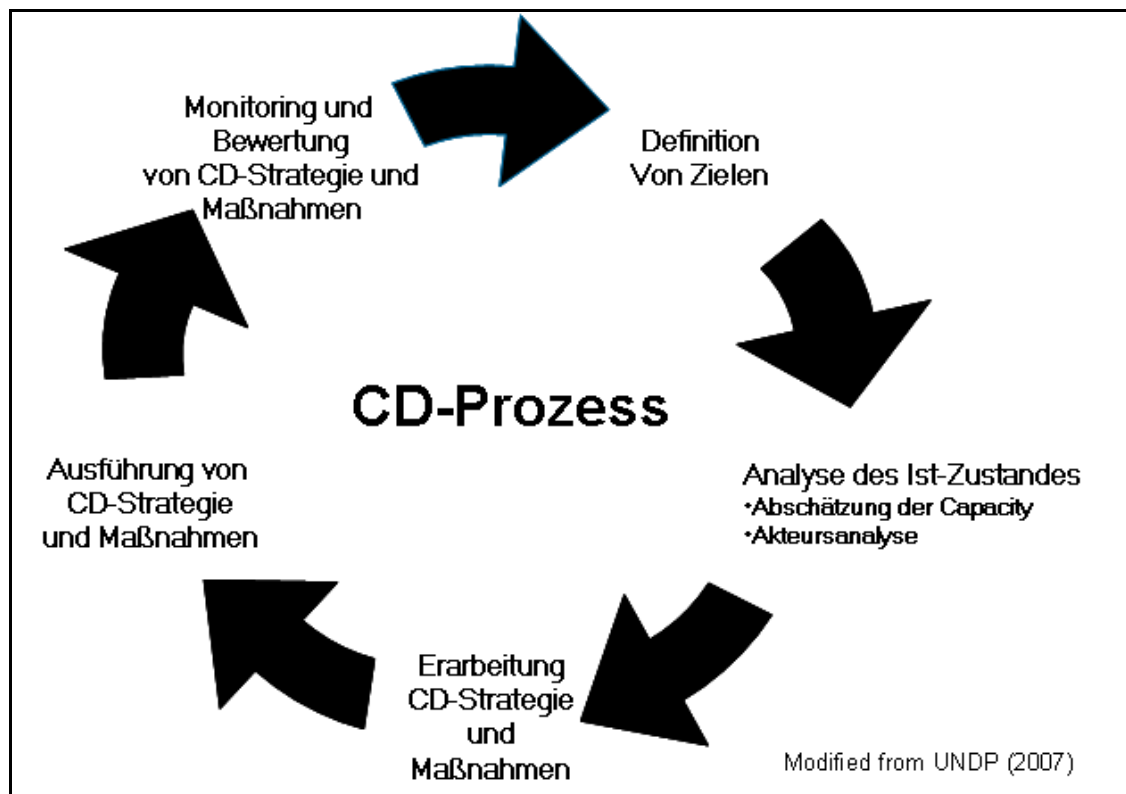 Monitoring und
Bewertung
von CD-Strategie und
Maßnahmen
Definition
Von Zielen
CD-Prozess
Analyse des Ist-Zustandes
•Abschätzung der Capacity
•Akteursanalyse
Erarbeitung
CD-Strategie
und
Maßnahmen
Ausführung von
CD-Strategie
und Maßnahmen
Modified from UNDP (2007)